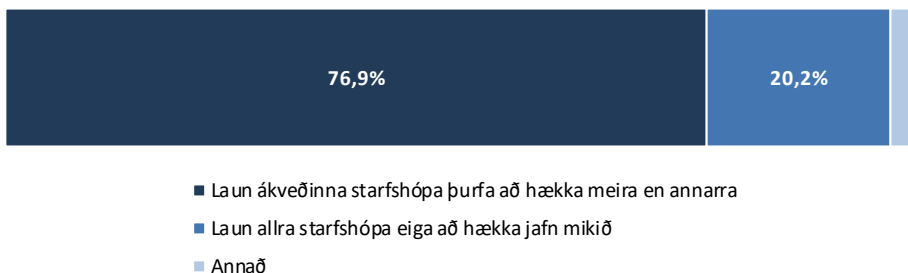 76,9% 20,2%
Laun ákveðinna starfshópa þurfa að hækka meira en annarra
Laun allra starfshópa eiga að hækka jafn mikið
Annað